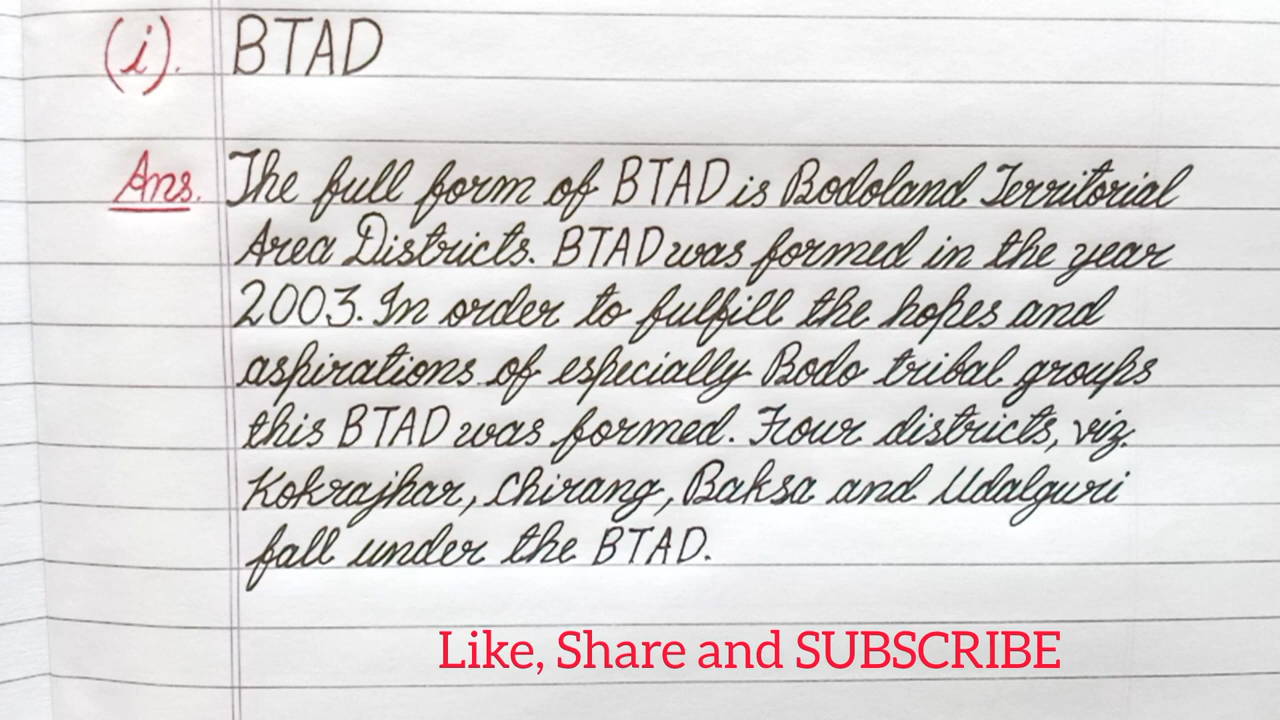 (i). BTAD
Ans. The full form of BTAD is Bodoland Territorial
Area Districts. BTAD was formed in the year
2003. In order to fulfill the hopes and
aspirations of especially Bodo tribal groups
this BTAD was formed. Four districts, viz.
Kokrajhar, Chirang, Baksa and Udalguri
fall under the BTAD.
Like, Share and SUBSCRIBE